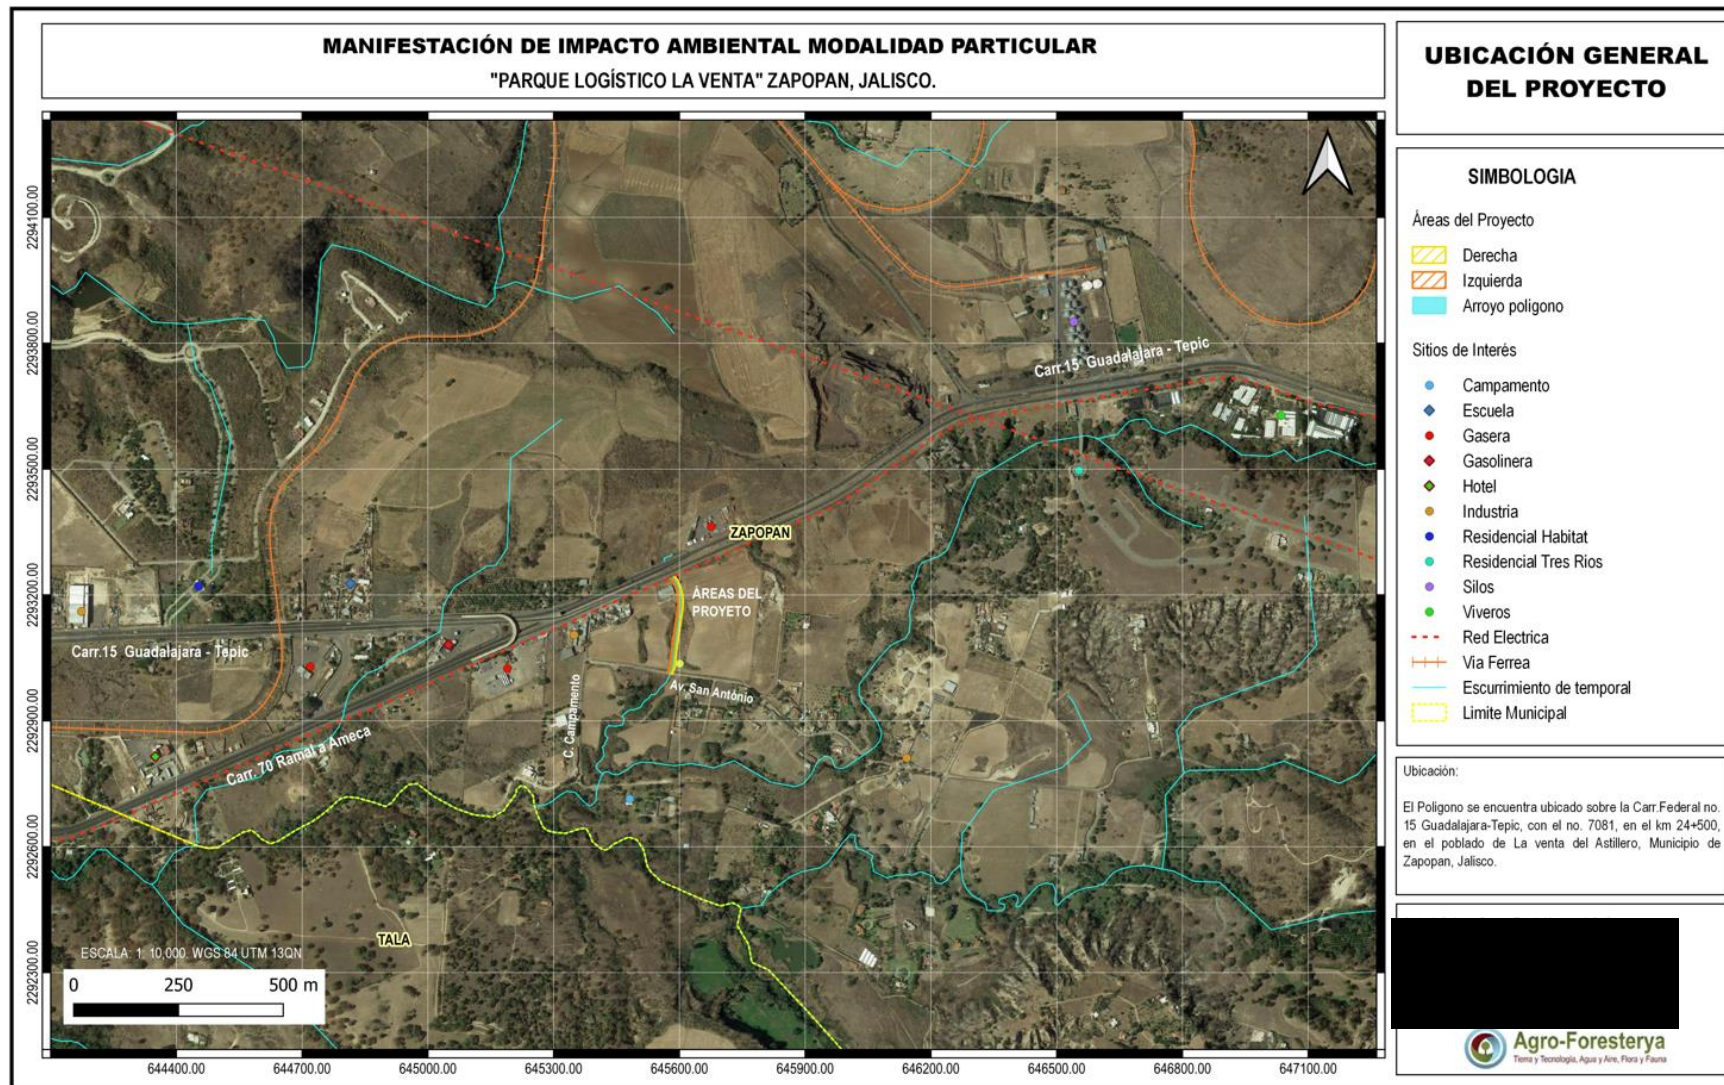 MANIFESTACIÓN DE IMPACTO AMBIENTAL MODALIDAD PARTICULAR
"PARQUE LOGÍSTICO LA VENTA" ZAPOPAN, JALISCO.
UBICACIÓN GENERAL
DEL PROYECTO
2294100.00
2293800.00
2293500.00
2293200.00
2292900.00
2292600.00
2292300.00
Carr.15 Guadalajara - Tepic
ZAPOPAN
ÁREAS DEL
PROYETO
Carr.15 Guadalajara - Tepic
Av. San Antonio
C. Campamento
Carr. 70 Ramal a Ameca
TALA
ESCALA: 1: 10,000. WGS 84 UTM 13QN
0 250 500 m
644400.00 644700.00 645000.00 645300.00 645600.00 645900.00 646200.00 646500.00 646800.00 647100.00
SIMBOLOGIA
Áreas del Proyecto
Derecha
Izquierda
Arroyo poligono
Sitios de Interés
Campamento
Escuela
Gasera
Gasolinera
Hotel
Industria
Residencial Habitat
Residencial Tres Rios
Silos
Viveros
Red Electrica
Via Ferrea
Escurrimiento de temporal
Limite Municipal
Ubicación:
El Poligono se encuentra ubicado sobre la Carr.Federal no.
15 Guadalajara-Tepic, con el no. 7081, en el km 24+500,
en el poblado de La venta del Astillero, Municipio de
Zapopan, Jalisco.
Agro-Foresterya
Tierra y Tecnología, Agua y Aire, Flora y Fauna